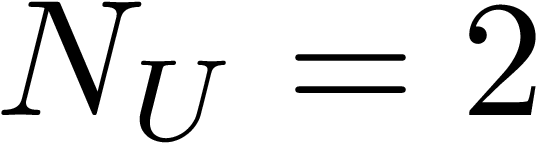 N_U = 2